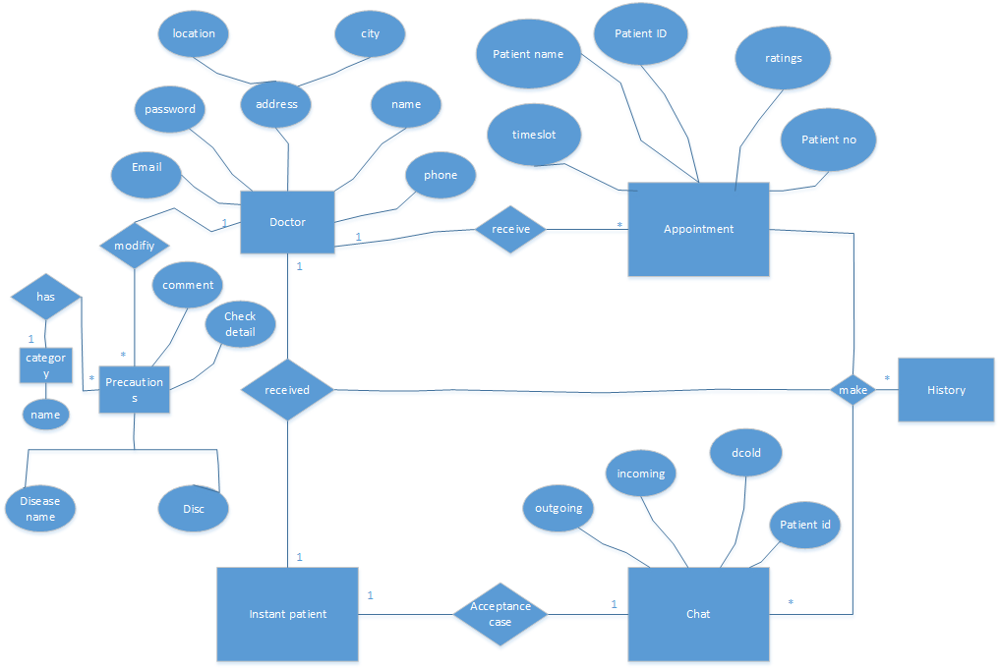 location
city
Patient name
Patient ID
ratings
password
address
name
timeslot
Patient no
Email
phone
Doctor
1
1
receive
*
Appointment
modifiy
1
comment
has
Check
detail
1
categor
y
*
*
Precaution
s
name
received
make
*
History
Disease
name
Disc
outgoing
incoming
dcold
Patient id
1
Instant patient
1
Acceptance
case
1
Chat
*